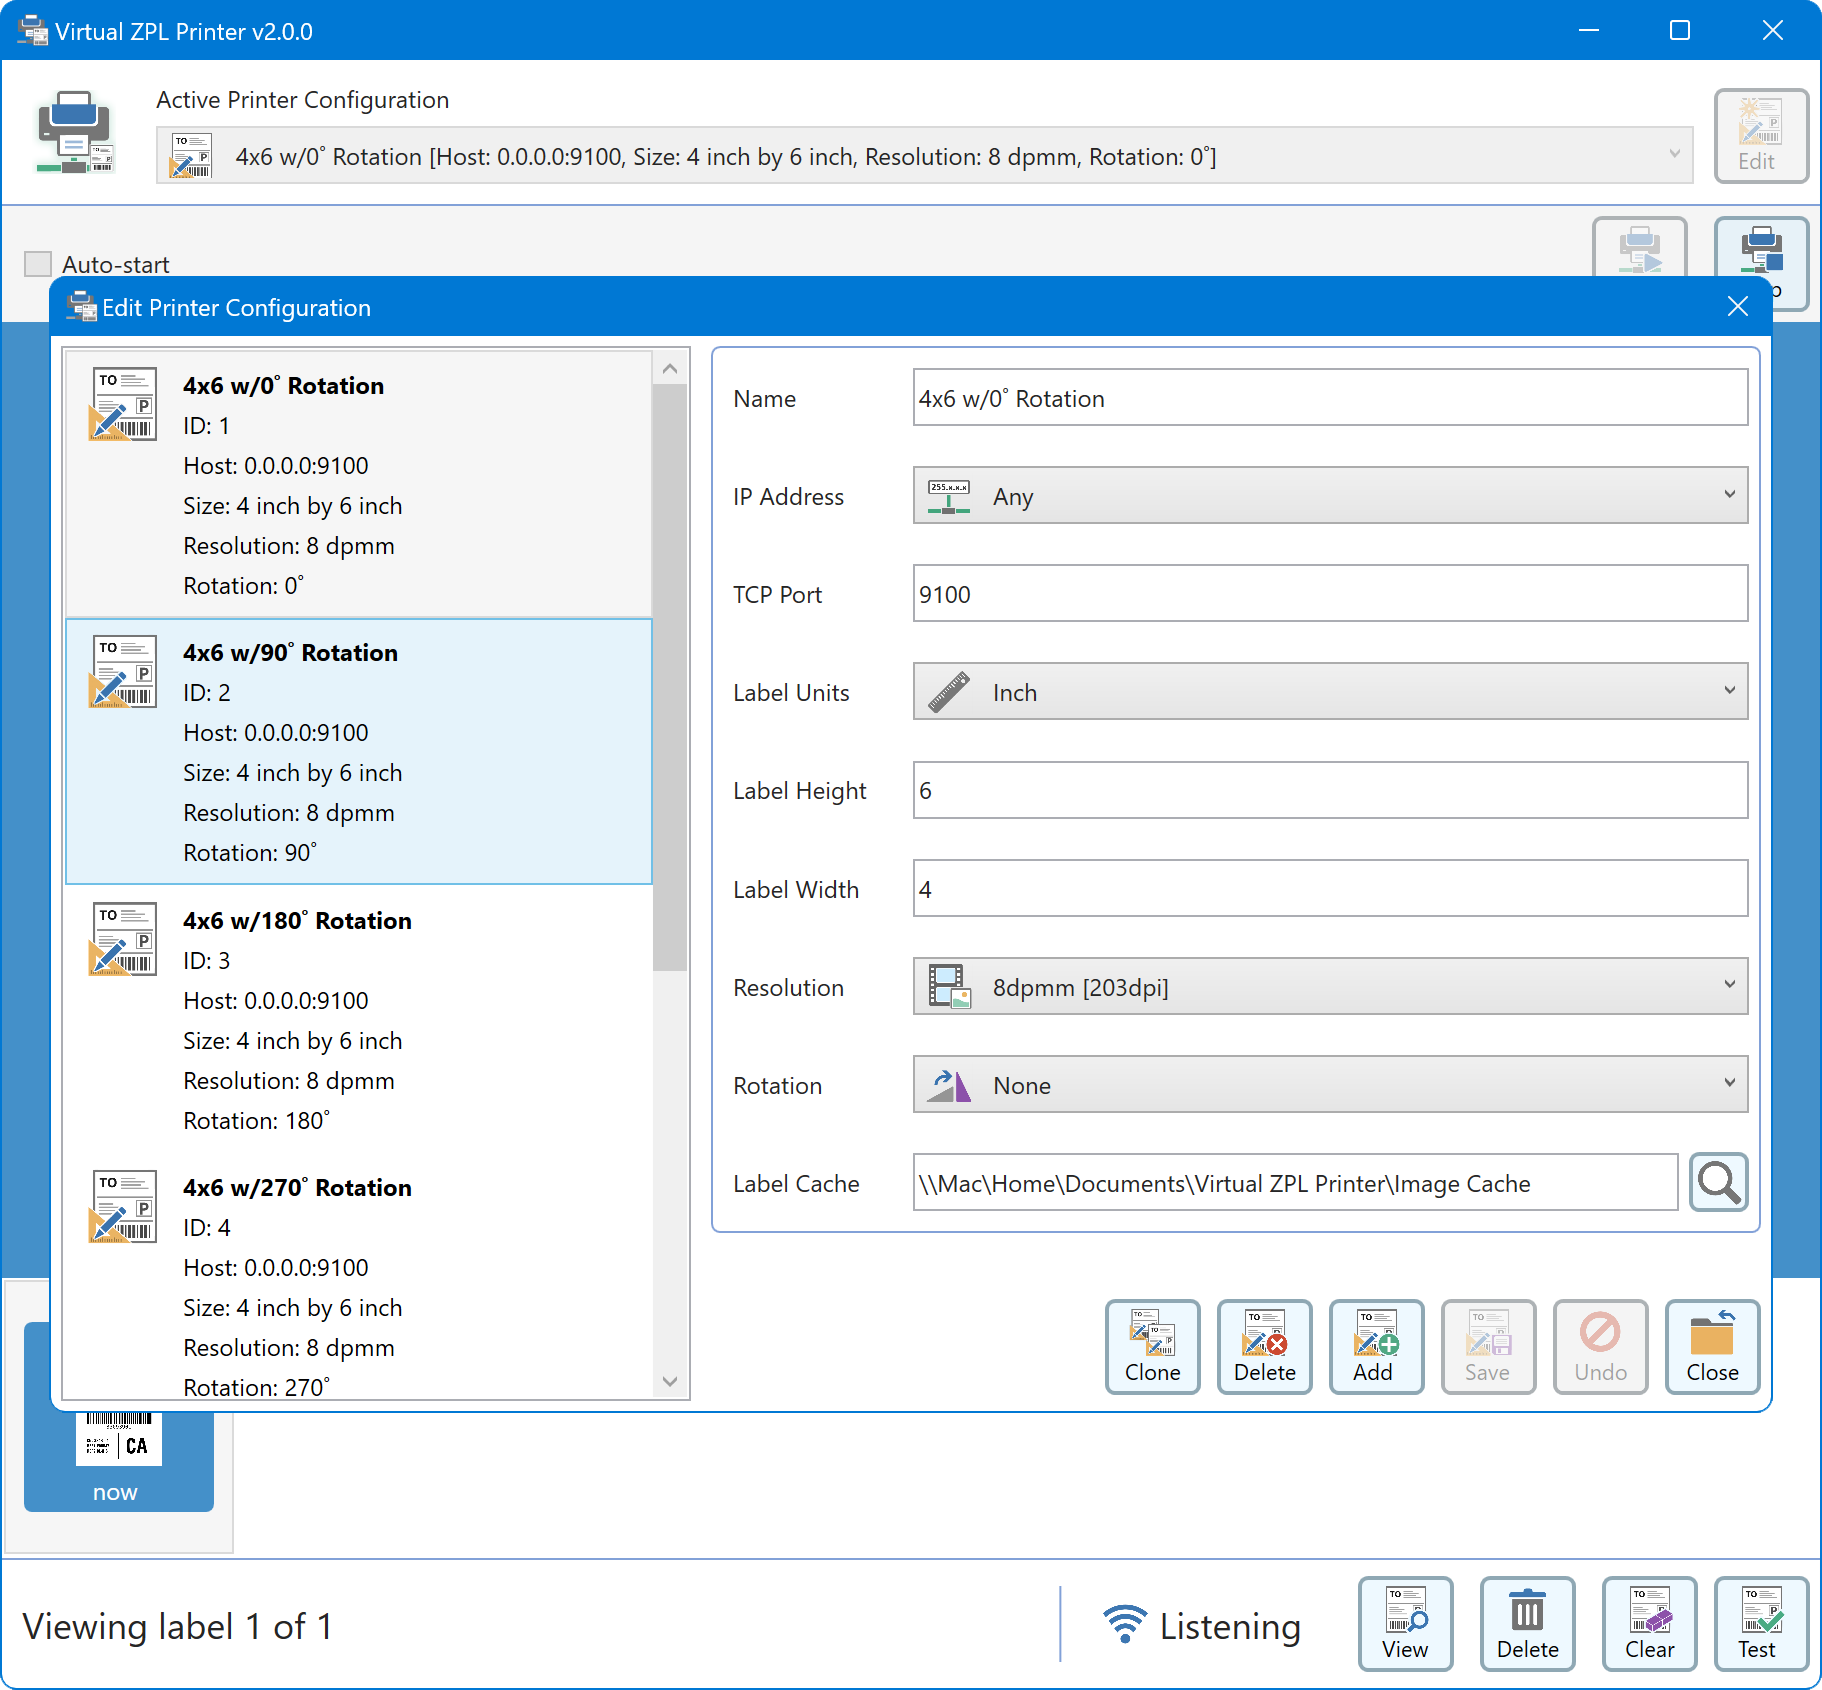 Virtual ZPL Printer v2.0.0
Active Printer Configuration
4x6 w/0° Rotation [Host: 0.0.0.0:9100, Size: 4 inch by 6 inch, Resolution: 8 dpmm, Rotation: 0°]
Edit
Auto-start
Edit Printer Configuration
4x6 w/0° Rotation
ID: 1
Host: 0.0.0.0:9100
Size: 4 inch by 6 inch
Resolution: 8 dpmm
Rotation: 0°
4x6 w/90° Rotation
ID: 2
Host: 0.0.0.0:9100
Size: 4 inch by 6 inch
Resolution: 8 dpmm
Rotation: 90°
4x6 w/180° Rotation
ID: 3
Host: 0.0.0.0:9100
Size: 4 inch by 6 inch
Resolution: 8 dpmm
Rotation: 180°
4x6 w/270° Rotation
ID: 4
Host: 0.0.0.0:9100
Size: 4 inch by 6 inch
Resolution: 8 dpmm
Rotation: 270°
Name
4x6 w/0° Rotation
IP Address
Any
TCP Port
9100
Label Units
Inch
Label Height
6
Label Width
4
Resolution
8dpmm [203dpi]
Rotation
None
Label Cache
\\Mac\Home\Documents\Virtual ZPL Printer\Image Cache
Clone
Delete
Add
Save
Undo
Close
CA
now
Viewing label 1 of 1
Listening
View
Delete
Clear
Test